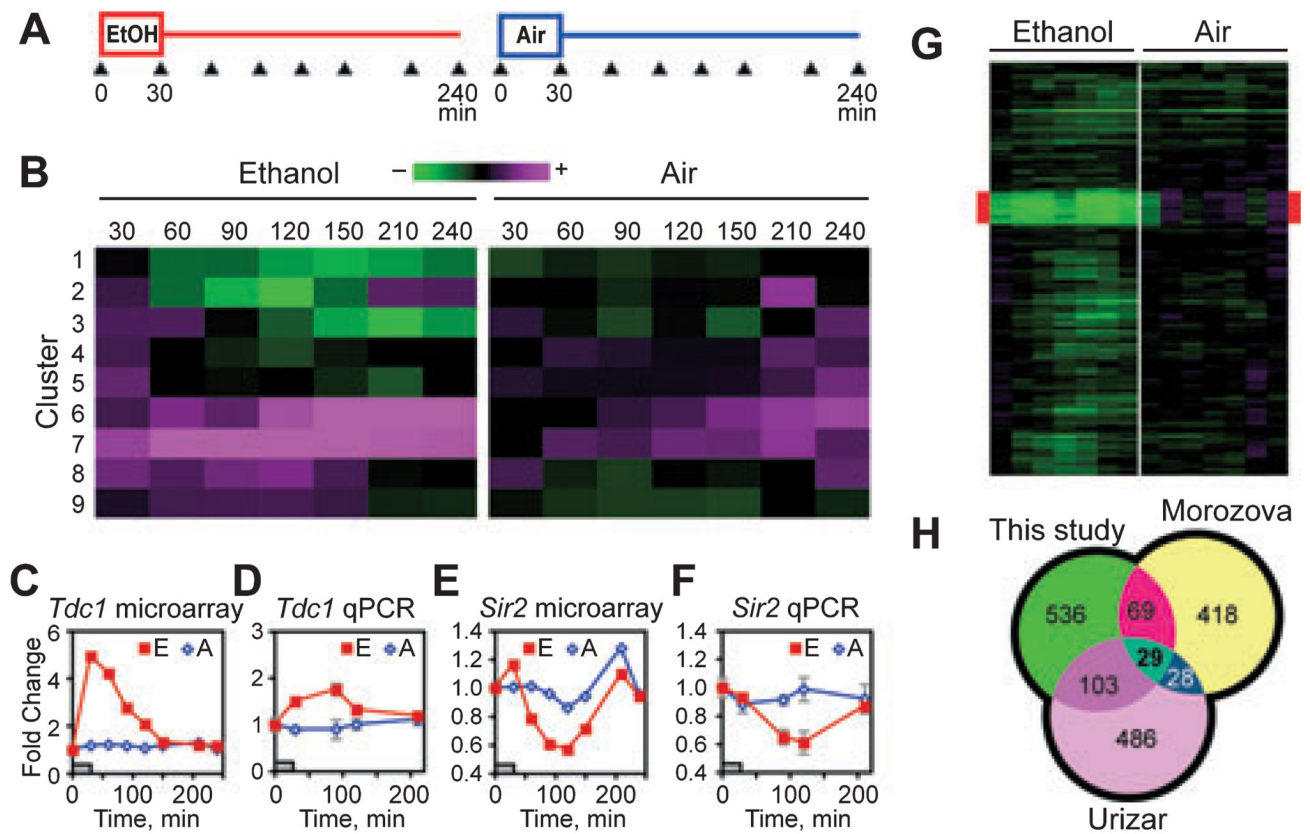 A
EtOH
Air
0 30 240
min
0 30 240
min
B
Ethanol
– +
Air
30 60 90 120 150 210 240
30 60 90 120 150 210 240
Cluster
1
2
3
4
5
6
7
8
9
C
Tdc1 microarray
E A
Fold Change
6
4
2
0
0 100 200
Time, min
D
Tdc1 qPCR
E A
3
2
1
0
0 100 200
Time, min
E
Sir2 microarray
E A
1.4
1.2
1.0
0.8
0.6
0.4
0 100 200
Time, min
F
Sir2 qPCR
E A
1.4
1.2
1.0
0.8
0.6
0.4
0 100 200
Time, min
G
Ethanol
Air
H
This study
Morozova
536
69
418
29
103
28
486
Urizar